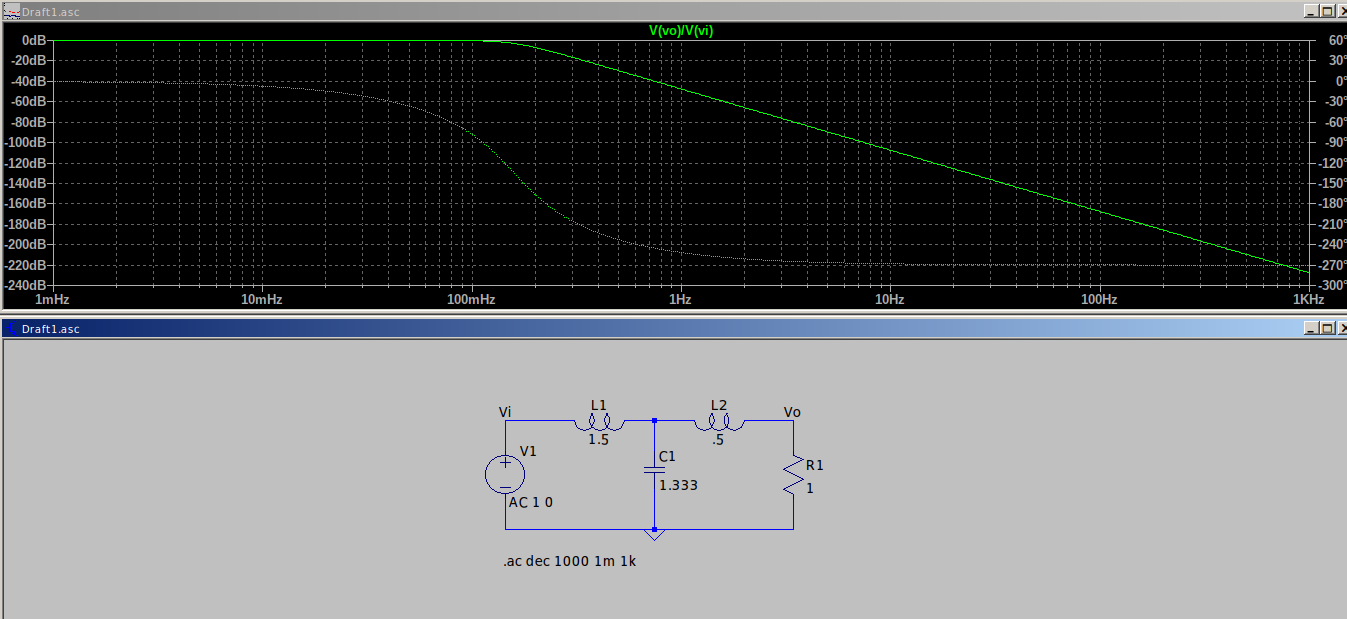 Draft1.asc
V(vo)/V(vi)
0dB
-20dB
-40dB
-60dB
-80dB
-100dB
-120dB
-140dB
-160dB
-180dB
-200dB
-220dB
-240dB
60°
30°
0°
-30°
-60°
-90°
-120°
-150°
-180°
-210°
-240°
-270°
-300°
1mHz 10mHz 100mHz 1Hz 10Hz 100Hz 1KHz
Draft1.asc
Vi L1 L2 Vo
1.5 .5
V1 C1 R1
1.333 1
AC 1 0
.ac dec 1000 1m 1k